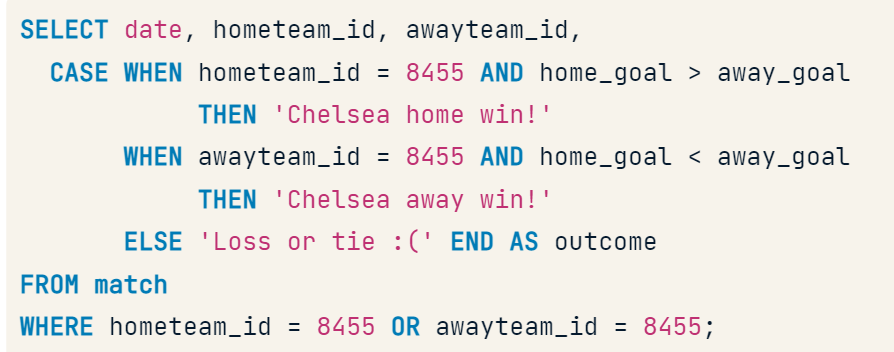 SELECT date, hometeam_id, awayteam_id,
CASE WHEN hometeam_id = 8455 AND home_goal > away_goal
THEN 'Chelsea home win!'
WHEN awayteam_id = 8455 AND home_goal < away_goal
THEN 'Chelsea away win!'
ELSE 'Loss or tie :(' END AS outcome
FROM match
WHERE hometeam_id = 8455 OR awayteam_id = 8455;